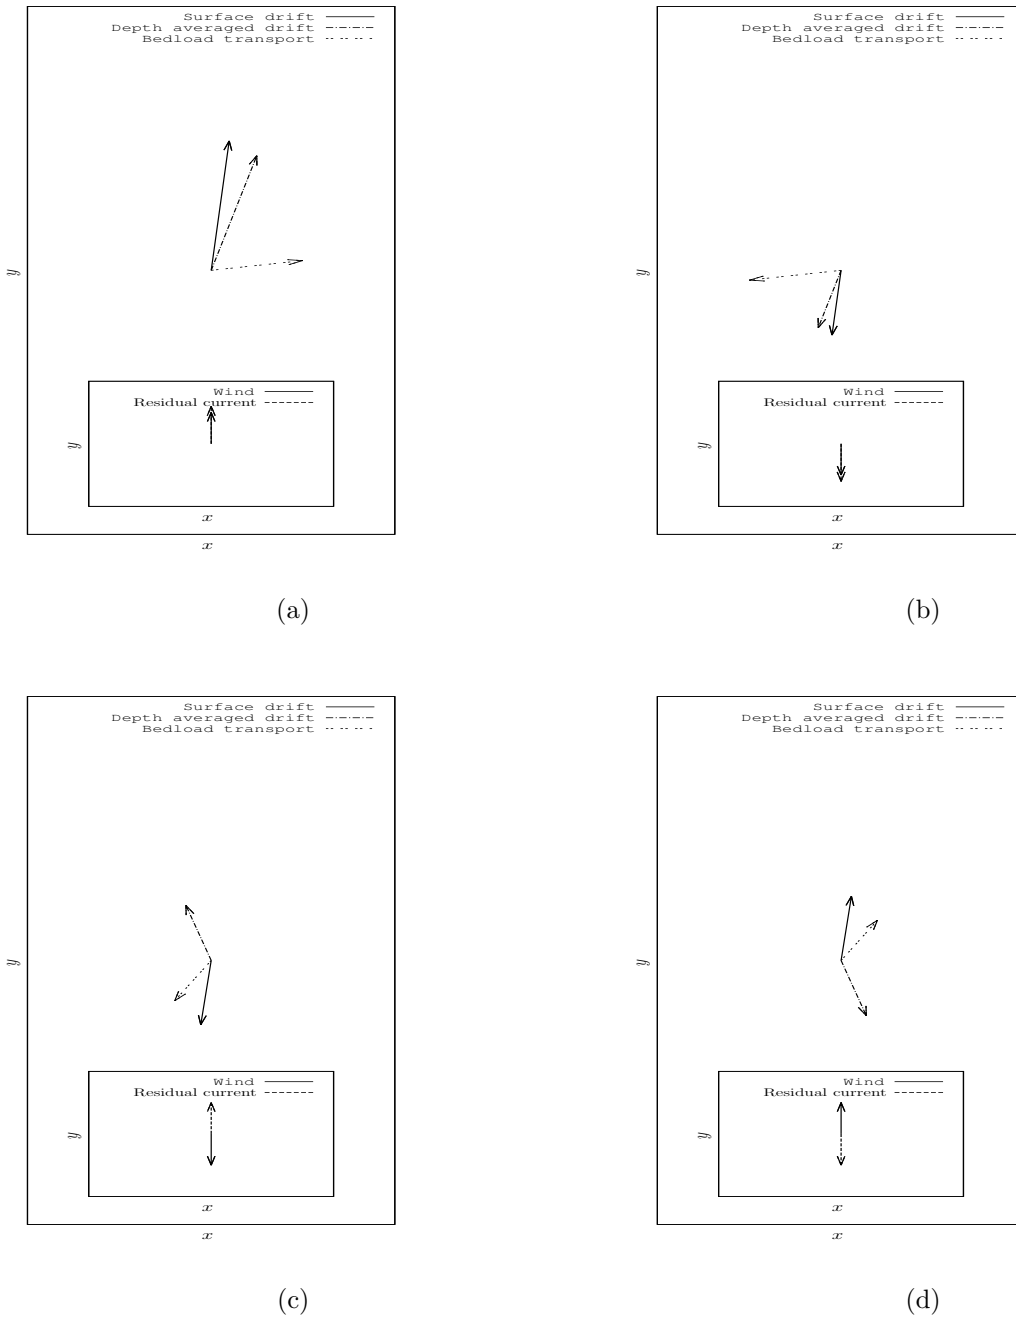 Surface drift
Depth averaged drift
Bedload transport
y
Wind
Residual current
y
x
x
(a)
Surface drift
Depth averaged drift
Bedload transport
y
Wind
Residual current
y
x
x
(b)
Surface drift
Depth averaged drift
Bedload transport
y
Wind
Residual current
y
x
x
(c)
Surface drift
Depth averaged drift
Bedload transport
y
Wind
Residual current
y
x
x
(d)